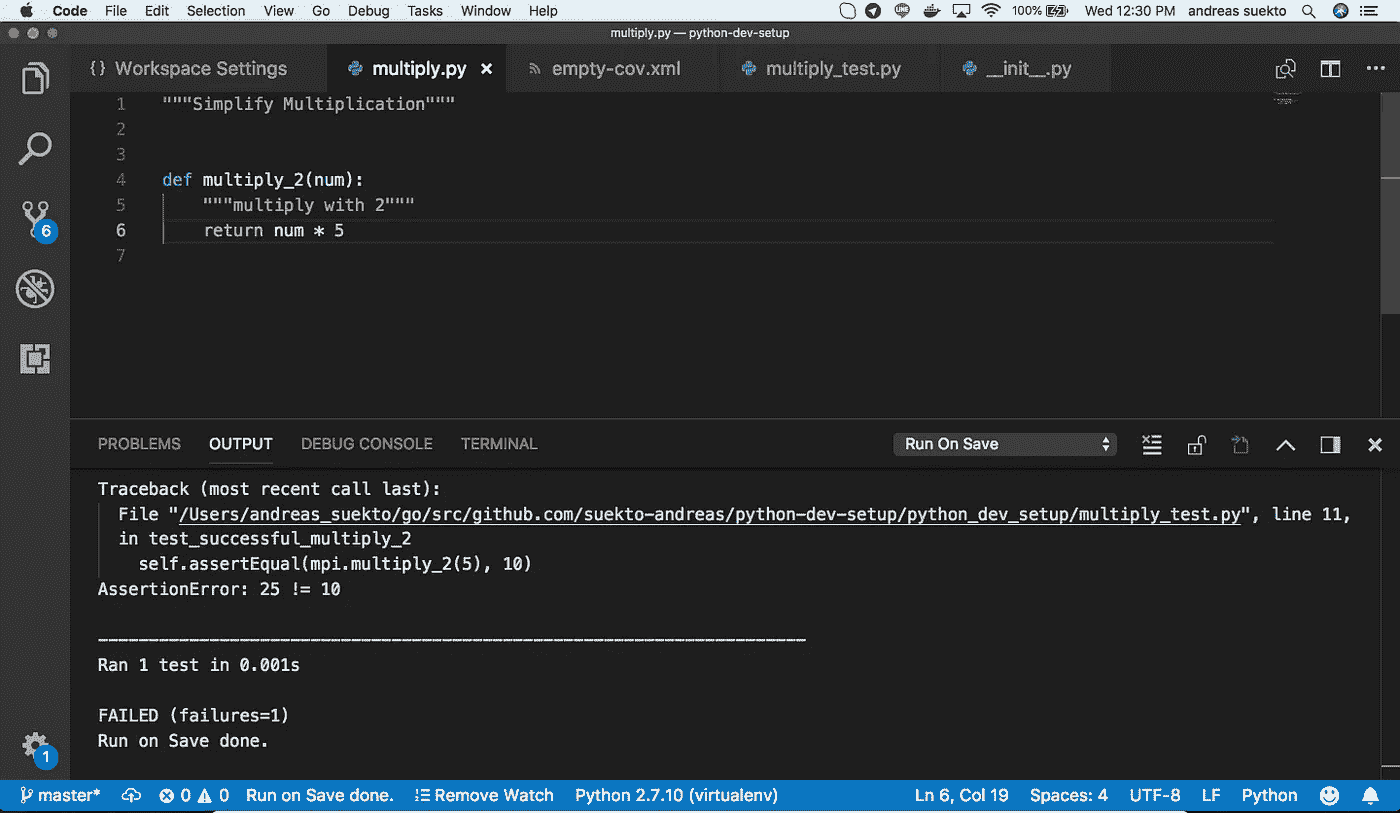 Code File Edit Selection View Go Debug Tasks Window Help 100% Wed 12:30 PM andreas suekto
multiply.py — python-dev-setup
{} Workspace Settings multiply.py × empty-cov.xml multiply_test.py __init__.py ...
1 """Simplify Multiplication"""
2
3
4 def multiply_2(num):
5 """multiply with 2"""
6 return num * 5
7
6
PROBLEMS OUTPUT DEBUG CONSOLE TERMINAL Run On Save
Traceback (most recent call last):
File "/Users/andreas_suekto/go/src/github.com/suekto-andreas/python-dev-setup/python_dev_setup/multiply_test.py", line 11,
in test_successful_multiply_2
self.assertEqual(mpi.multiply_2(5), 10)
AssertionError: 25 != 10
----------------------------------------------------------------------
Ran 1 test in 0.001s
FAILED (failures=1)
Run on Save done.
1
master* 0 0 Run on Save done. Remove Watch Python 2.7.10 (virtualenv) Ln 6, Col 19 Spaces: 4 UTF-8 LF Python